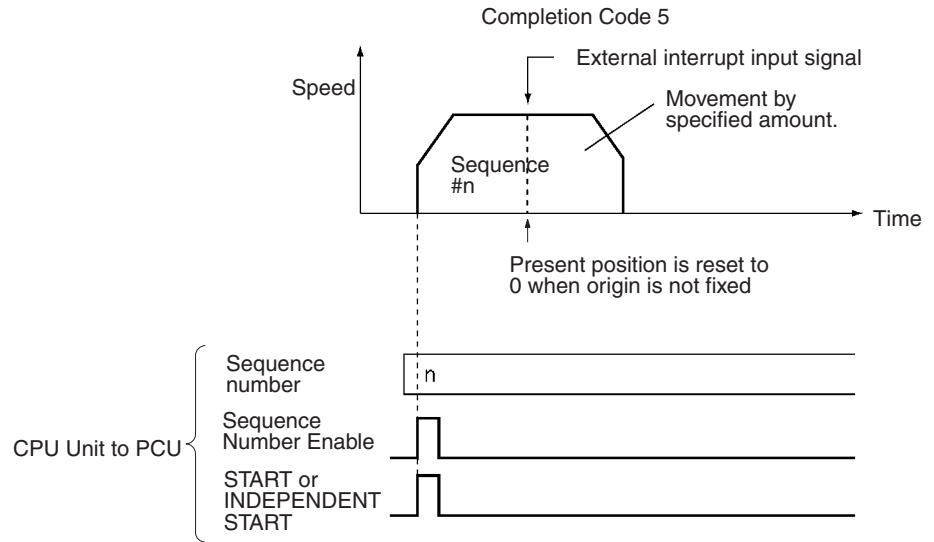 Completion Code 5
External interrupt input signal
Speed
Movement by
specified amount.
Sequence
#n
Time
Present position is reset to
0 when origin is not fixed
Sequence
number
n
Sequence
Number Enable
CPU Unit to PCU
START or
INDEPENDENT
START